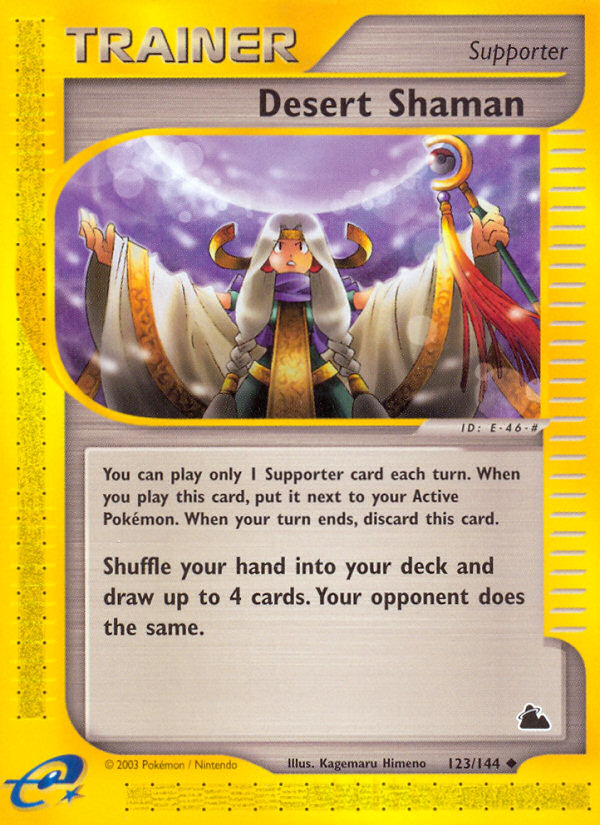 TRAINER
Supporter
Desert Shaman
ID: E-46-#
You can play only 1 Supporter card each turn. When
you play this card, put it next to your Active
Pokémon. When your turn ends, discard this card.
Shuffle your hand into your deck and
draw up to 4 cards. Your opponent does
the same.
© 2003 Pokémon / Nintendo
Illus. Kagemaru Himeno
123/144 ◆
e